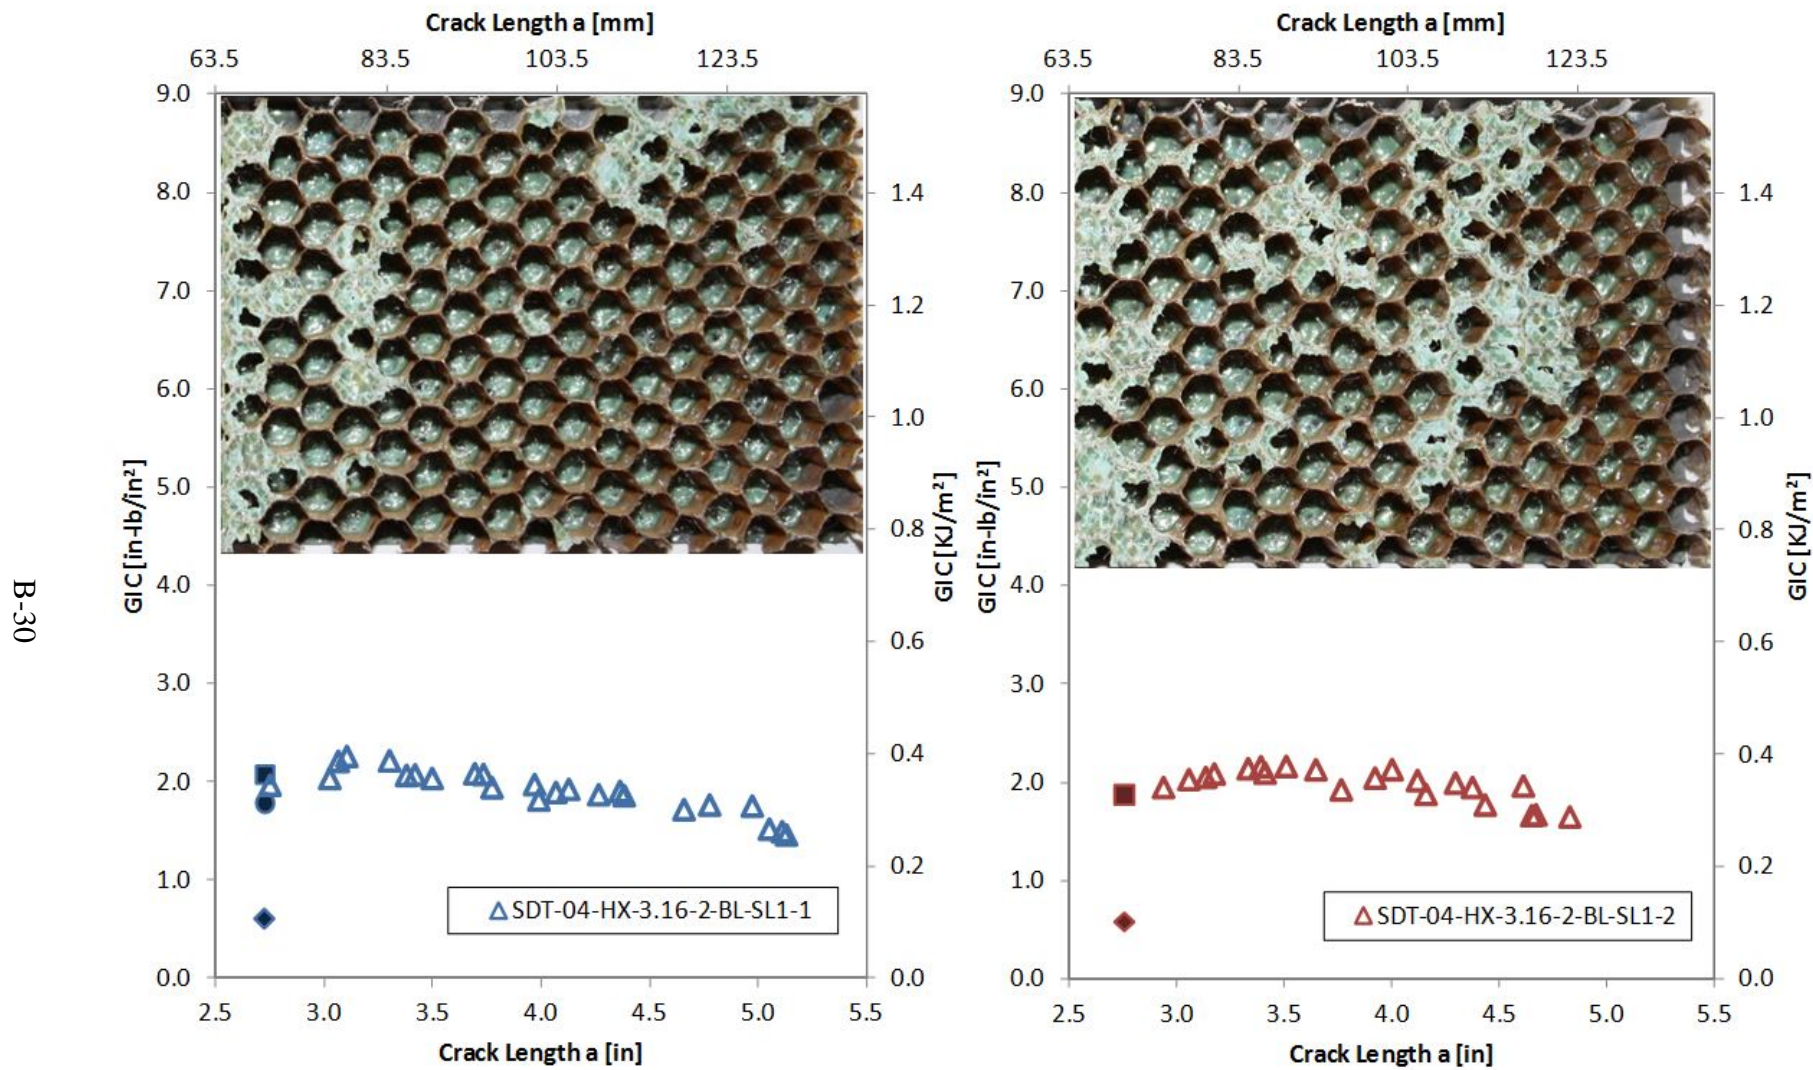 Crack Length a [mm]
63.5 83.5 103.5 123.5
9.0
8.0
7.0
6.0
5.0
4.0
3.0
2.0
1.0
0.0
GIC [in-lb/in²]
1.4
1.2
1.0
0.8
0.6
0.4
0.2
0.0
GIC [KJ/m²]
SDT-04-HX-3.16-2-BL-SL1-1
2.5 3.0 3.5 4.0 4.5 5.0 5.5
Crack Length a [in]
Crack Length a [mm]
63.5 83.5 103.5 123.5
9.0
8.0
7.0
6.0
5.0
4.0
3.0
2.0
1.0
0.0
GIC [in-lb/in²]
1.4
1.2
1.0
0.8
0.6
0.4
0.2
0.0
GIC [KJ/m²]
SDT-04-HX-3.16-2-BL-SL1-2
2.5 3.0 3.5 4.0 4.5 5.0 5.5
Crack Length a [in]
B-30